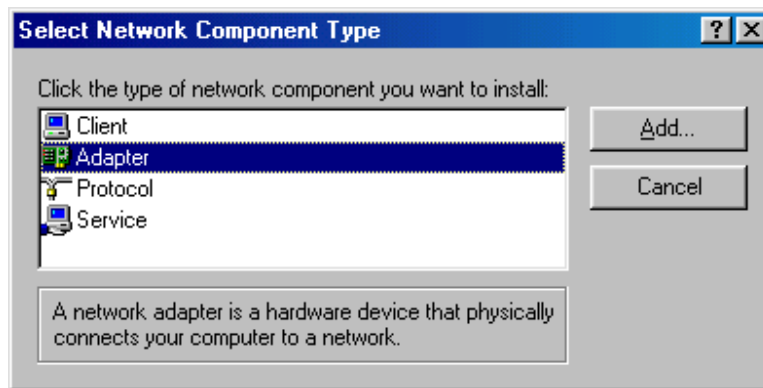 Select Network Component Type
Click the type of network component you want to install:
Client
Adapter
Protocol
Service
Add...
Cancel
A network adapter is a hardware device that physically
connects your computer to a network.